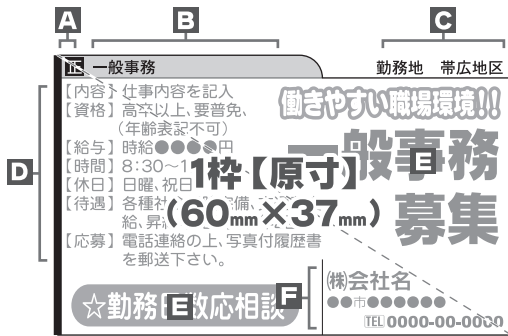 A B C
正 一般事務 勤務地 帯広地区
D
【内容】仕事内容を記入
【資格】高卒以上、要普免、
(年齢表記不可)
【給与】時給●●●●円
【時間】8:30〜1
【休日】日曜、祝日
【待遇】各種社 備、
給、昇
【応募】電話連絡の上、写真付履歴書
を郵送下さい。
☆勤務日数応相談
E
働きやすい職場環境!!
一般事務
募集
E
1枠【原寸】
(60mm×37mm)
F
㈱会社名
●●市●●●●●●
TEL0000-00-0000